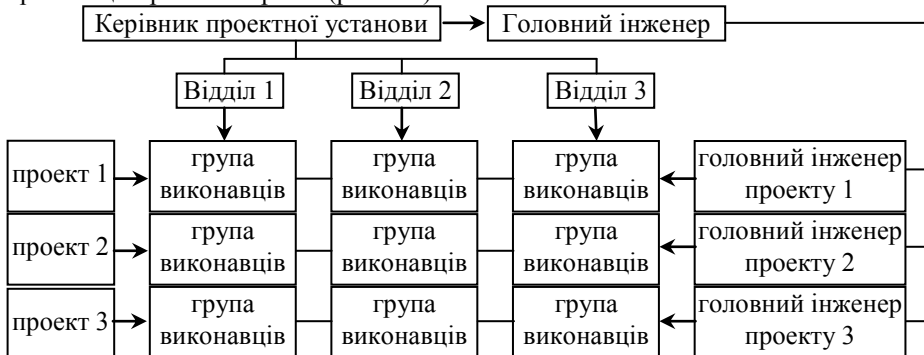 Керівник проектної установи Головний інженер
Відділ 1 Відділ 2 Відділ 3
проект 1
група
виконавців
група
виконавців
група
виконавців
головний інженер
проекту 1
проект 2
група
виконавців
група
виконавців
група
виконавців
головний інженер
проекту 2
проект 3
група
виконавців
група
виконавців
група
виконавців
головний інженер
проекту 3